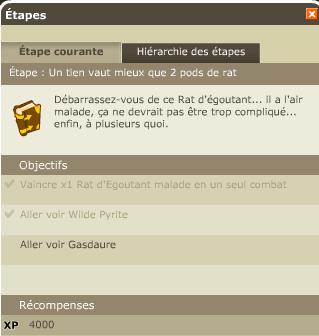 Étapes
Étape courante
Hiérarchie des étapes
Étape : Un tien vaut mieux que 2 pods de rat
Débarrassez-vous de ce Rat d'égoutant... il a l'air
malade, ça ne devrait pas être trop compliqué...
enfin, à plusieurs quoi.
Objectifs
Vaincre x1 Rat d'Egoutant malade en un seul combat
Aller voir Wilde Pyrite
Aller voir Gasdaure
Récompenses
XP 4000